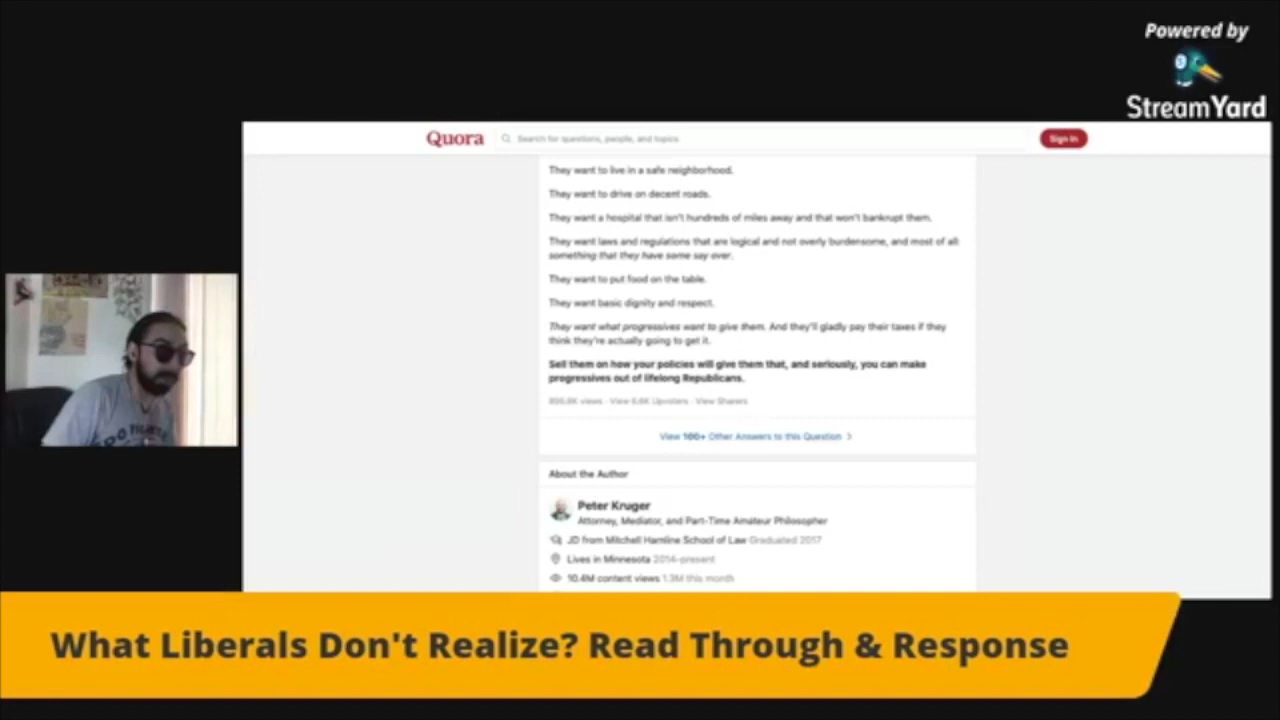 Powered by
StreamYard
Quora
Search for questions, people, and topics
Sign In
They want to live in a safe neighborhood.
They want to drive on decent roads.
They want a hospital that isn't hundreds of miles away and that won't bankrupt them.
They want laws and regulations that are logical and not overly burdensome, and most of all
something that they have some say over.
They want to put food on the table.
They want basic dignity and respect.
They want what progressives want to give them. And they'll gladly pay their taxes if they
think they're actually going to get it.
Sell them on how your policies will give them that, and seriously, you can make
progressives out of lifelong Republicans.
views · View Upvoters · View Sharers
View 100+ Other Answers to this Question
About the Author
Peter Kruger
Attorney, Mediator, and Part-Time Amateur Philosopher
JD from Mitchell Hamline School of Law Graduated 2017
Lives in Minnesota 2014-present
10.4M content views 1.3M this month
What Liberals Don't Realize? Read Through & Response